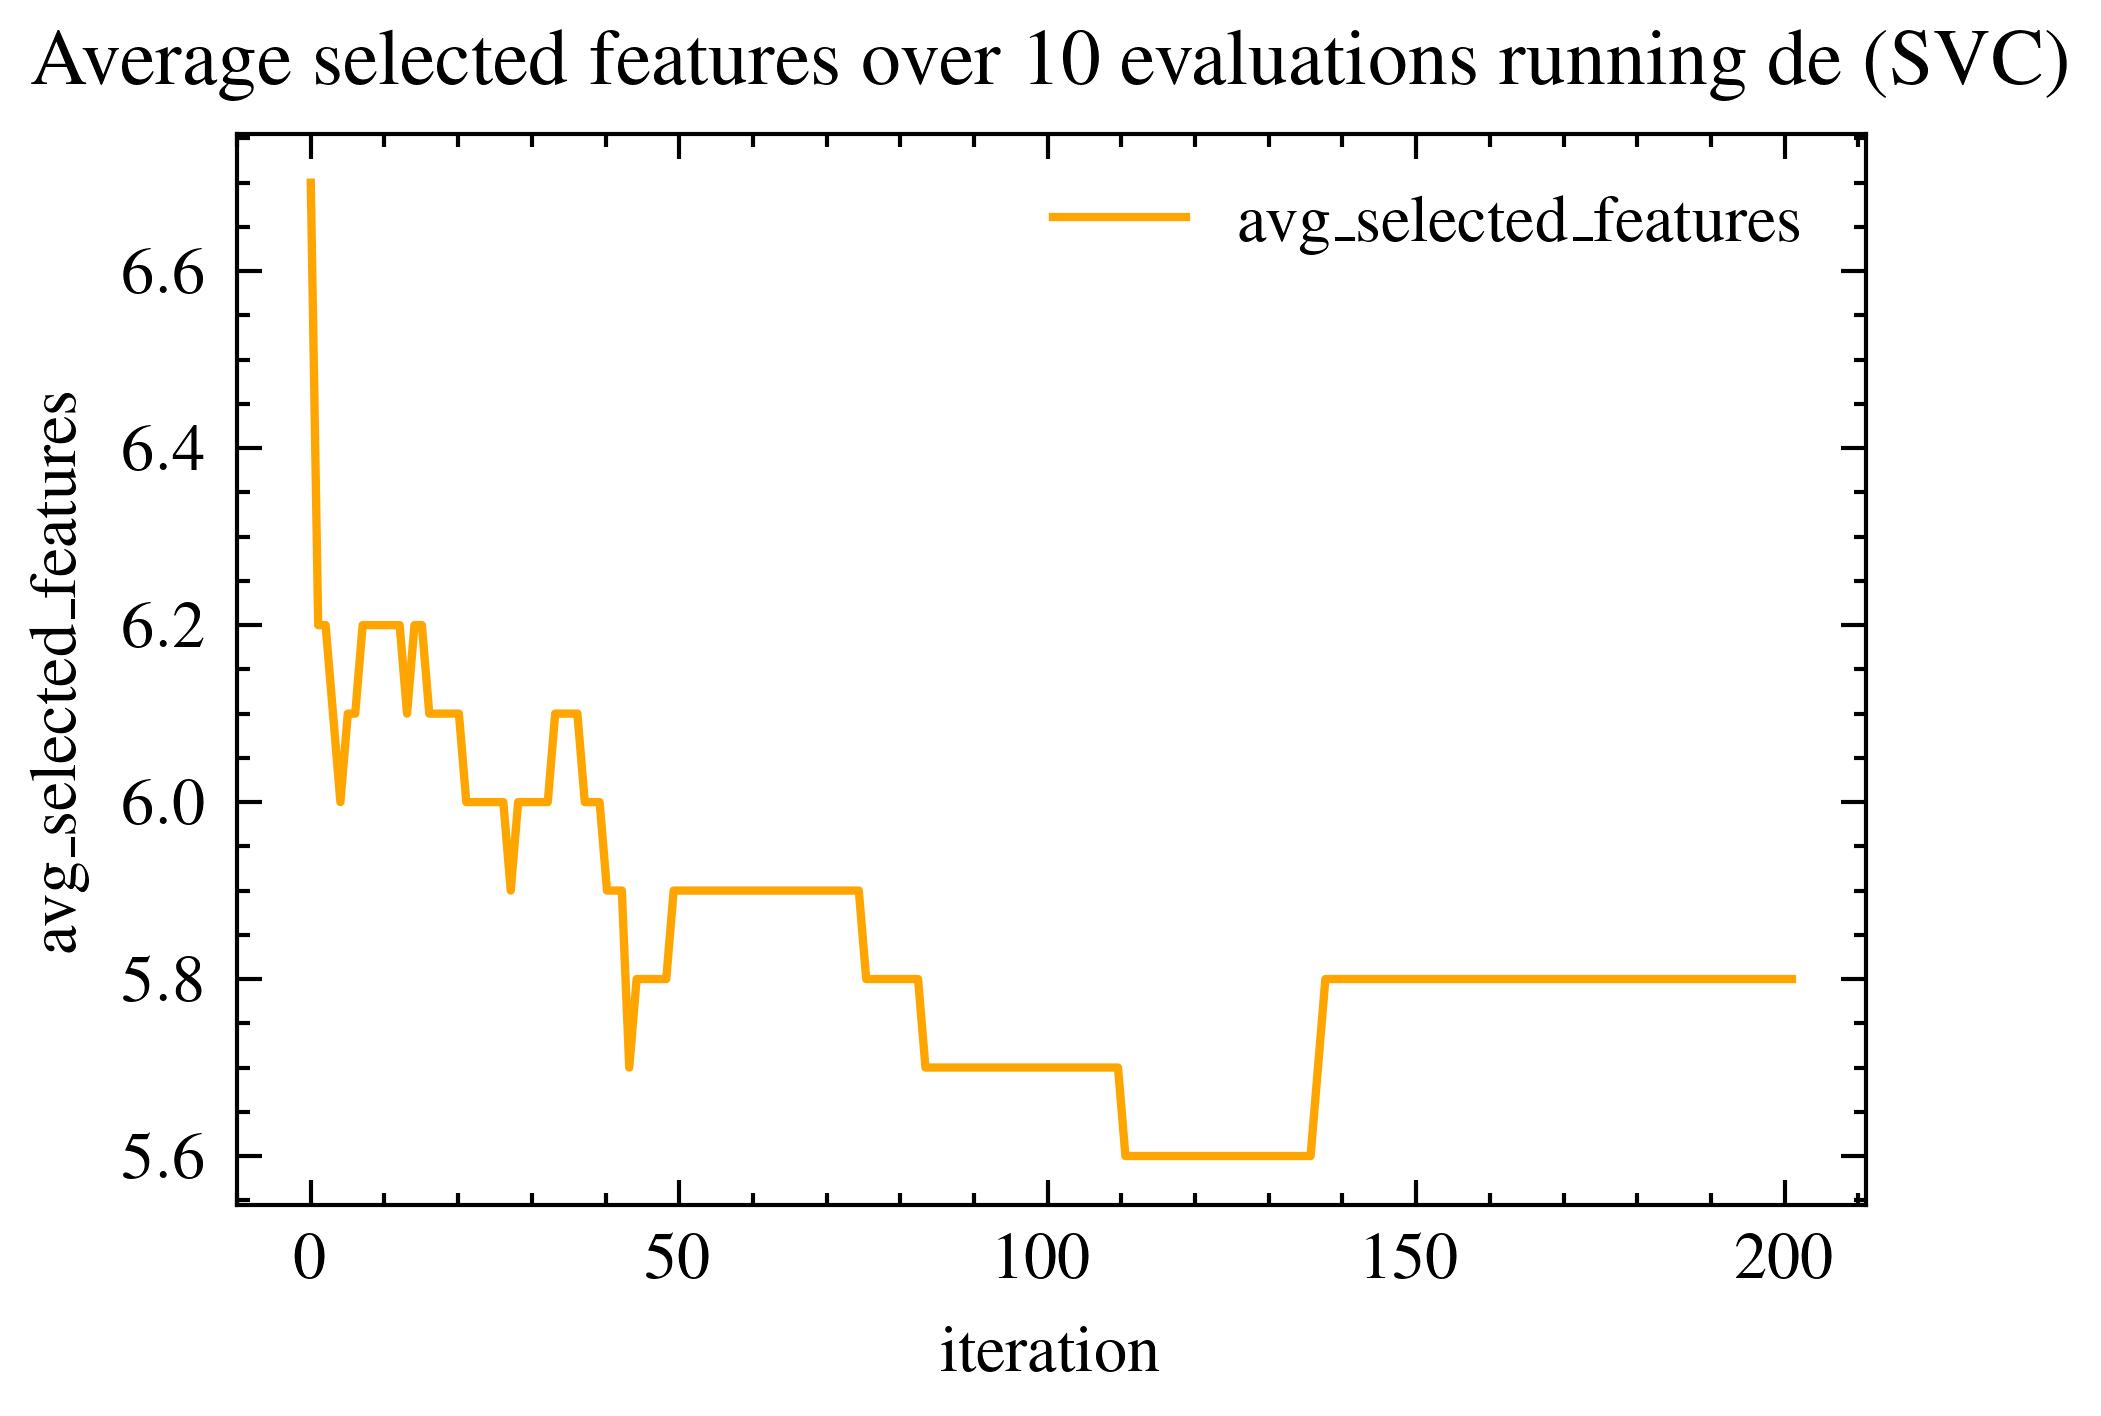 Average selected features over 10 evaluations running de (SVC)
avg_selected_features
avg_selected_features
6.6
6.4
6.2
6.0
5.8
5.6
0 50 100 150 200
iteration